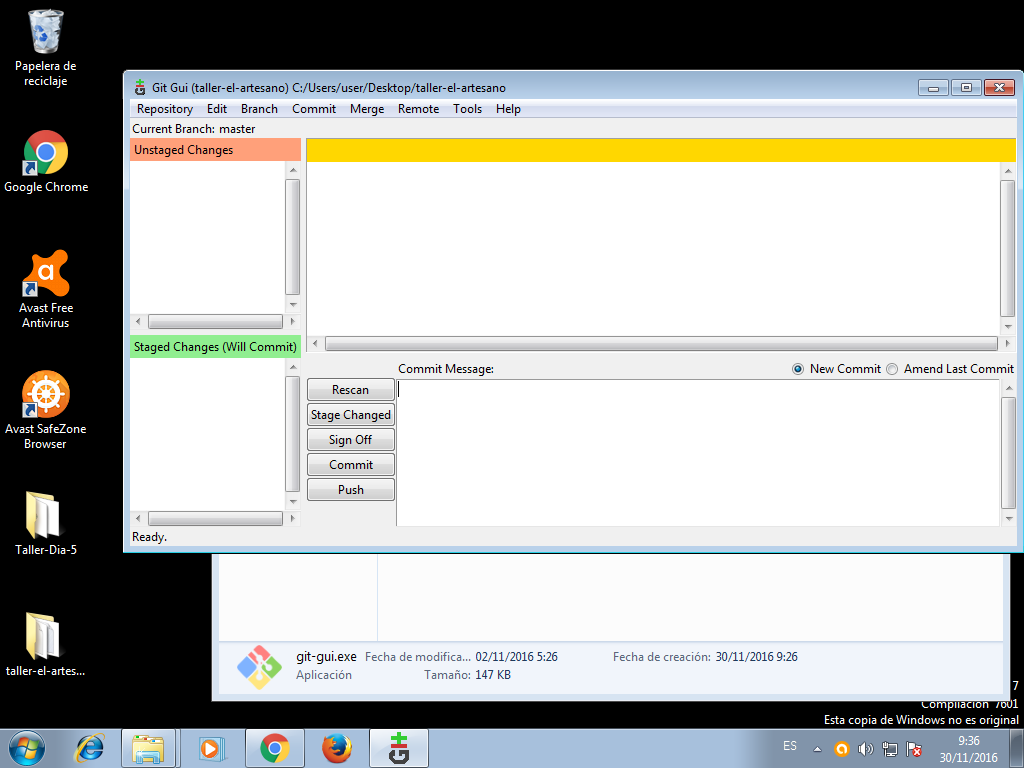 Papelera de
reciclaje
Google Chrome
Avast Free
Antivirus
Avast SafeZone
Browser
Taller-Dia-5
taller-el-artes...
Git Gui (taller-el-artesano) C:/Users/user/Desktop/taller-el-artesano
Repository Edit Branch Commit Merge Remote Tools Help
Current Branch: master
Unstaged Changes
Staged Changes (Will Commit)
Commit Message:
New Commit
Amend Last Commit
Rescan
Stage Changed
Sign Off
Commit
Push
Ready.
git-gui.exe Fecha de modifica... 02/11/2016 5:26 Fecha de creación: 30/11/2016 9:26
Aplicación Tamaño: 147 KB
7
Compilación 7601
Esta copia de Windows no es original
ES
9:36
30/11/2016